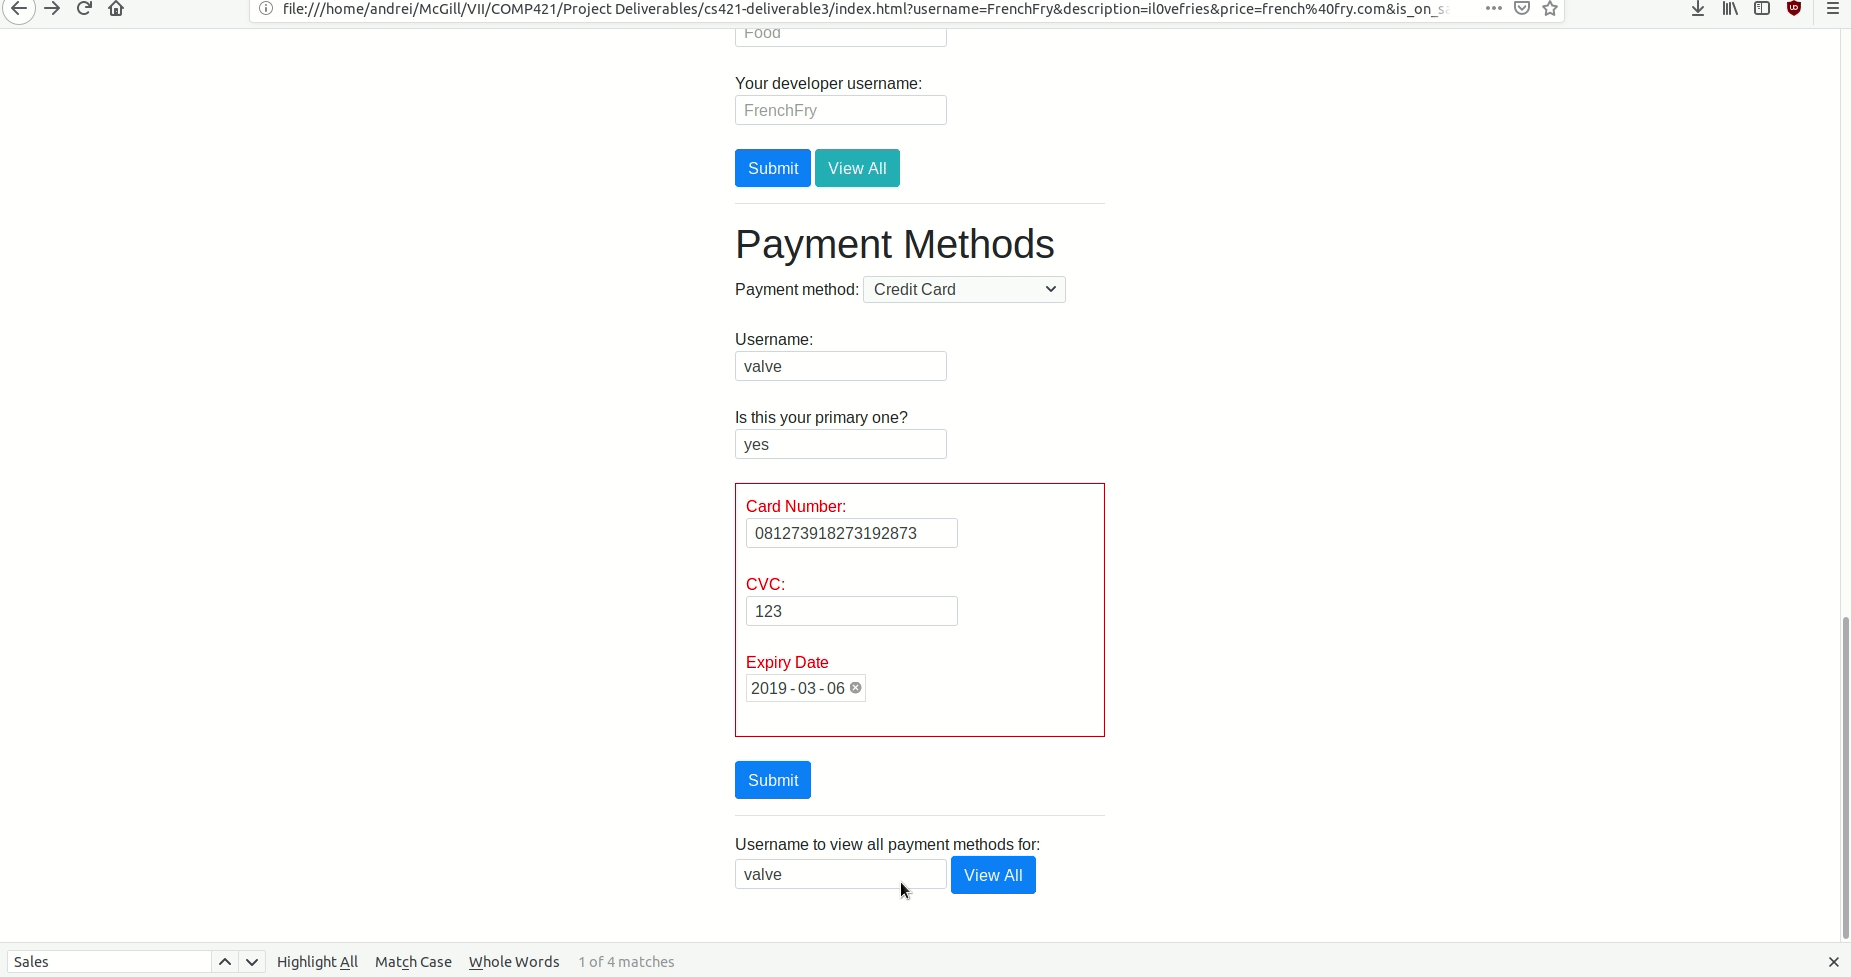 file:///home/andrei/McGill/VII/COMP421/Project Deliverables/cs421-deliverable3/index.html?username=FrenchFry&description=il0vefries&price=french%40fry.com&is_on_sa
Food
Your developer username:
FrenchFry
Submit View All
Payment Methods
Payment method: Credit Card
Username:
valve
Is this your primary one?
yes
Card Number:
081273918273192873
CVC:
123
Expiry Date
2019-03-06
Submit
Username to view all payment methods for:
valve View All
Sales Highlight All Match Case Whole Words 1 of 4 matches